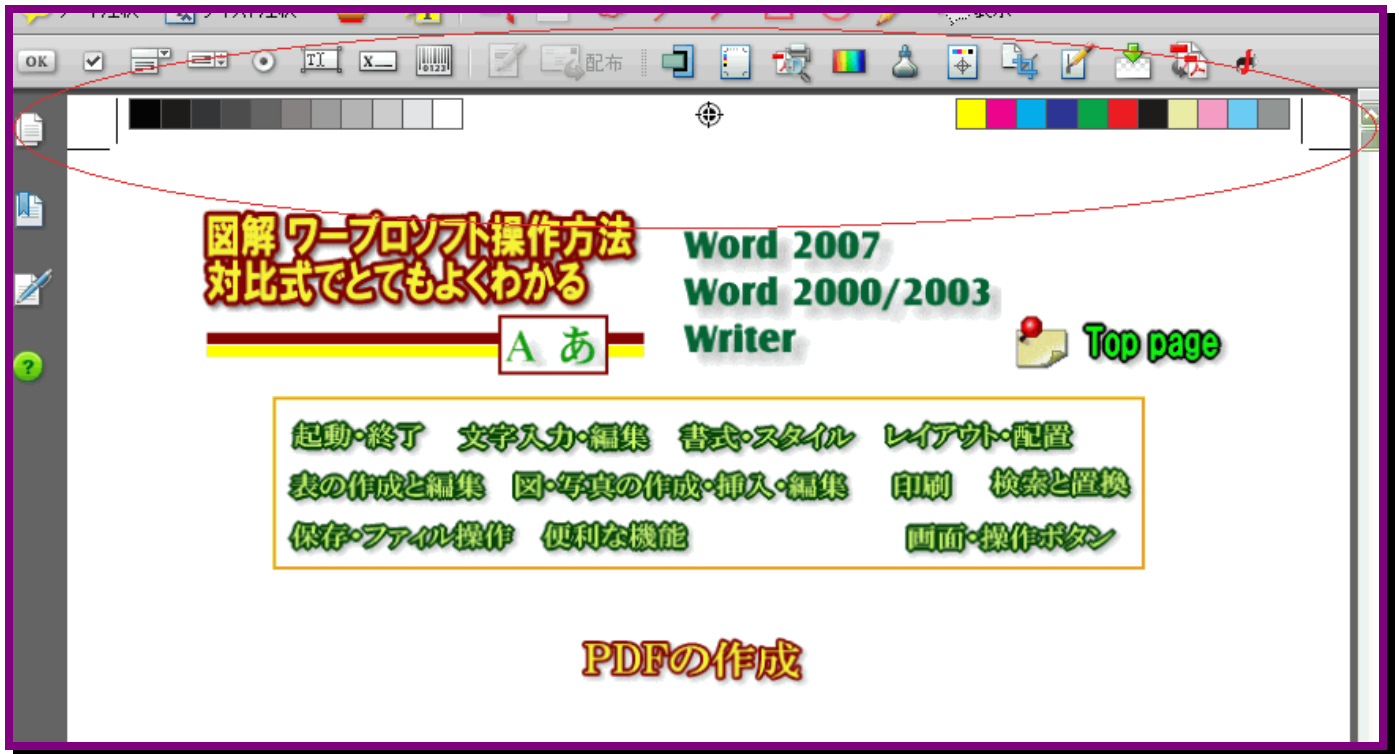 OK
配布
0123
図解 ワープロソフト操作方法
対比式でとてもよくわかる
A あ
Word 2007
Word 2000/2003
Writer
Top page
起動・終了 文字入力・編集 書式・スタイル レイアウト・配置
表の作成と編集 図・写真の作成・挿入・編集 印刷 検索と置換
保存・ファイル操作 便利な機能 画面・操作ボタン
PDFの作成